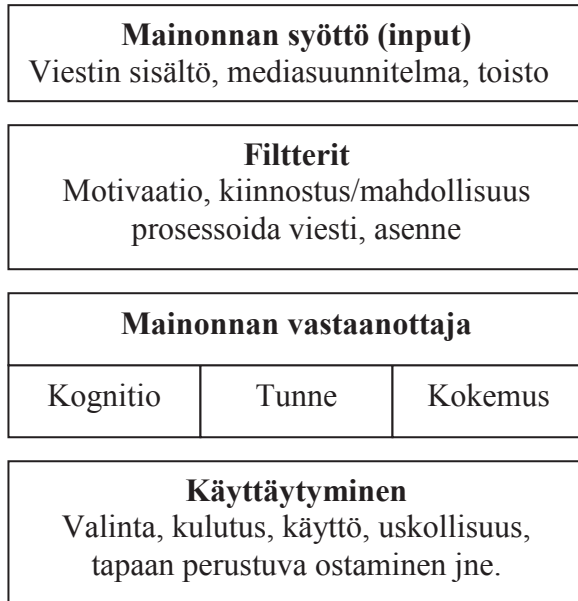 Mainonnan syöttö (input)
Viestin sisältö, mediasuunnitelma, toisto
Filtterit
Motivaatio, kiinnostus/mahdollisuus
prosessoida viesti, asenne
Mainonnan vastaanottaja
Kognitio Tunne Kokemus
Käyttäytyminen
Valinta, kulutus, käyttö, uskollisuus,
tapaan perustuva ostaminen jne.